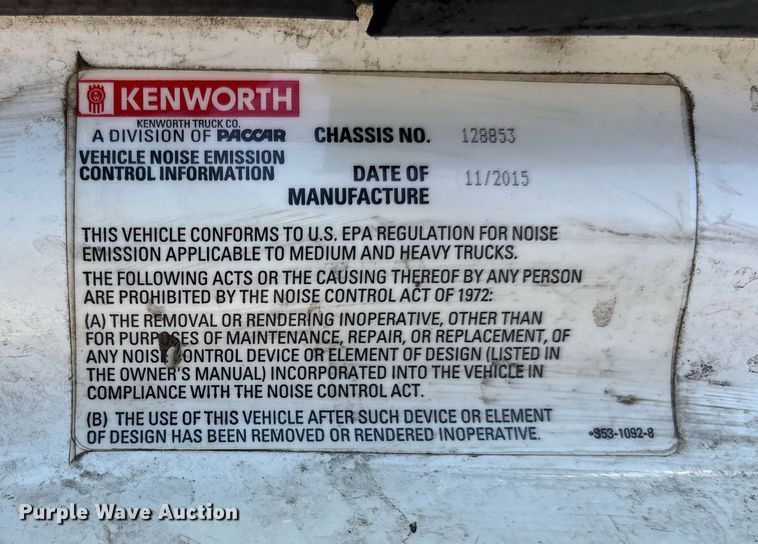 KENWORTH
KENWORTH TRUCK CO.
A DIVISION OF PACCAR
CHASSIS NO. 128853
VEHICLE NOISE EMISSION
CONTROL INFORMATION
DATE OF
MANUFACTURE 11/2015
THIS VEHICLE CONFORMS TO U.S. EPA REGULATION FOR NOISE
EMISSION APPLICABLE TO MEDIUM AND HEAVY TRUCKS.
THE FOLLOWING ACTS OR THE CAUSING THEREOF BY ANY PERSON
ARE PROHIBITED BY THE NOISE CONTROL ACT OF 1972:
(A) THE REMOVAL OR RENDERING INOPERATIVE, OTHER THAN
FOR PURPOSES OF MAINTENANCE, REPAIR, OR REPLACEMENT, OF
ANY NOISE CONTROL DEVICE OR ELEMENT OF DESIGN (LISTED IN
THE OWNER'S MANUAL) INCORPORATED INTO THE VEHICLE IN
COMPLIANCE WITH THE NOISE CONTROL ACT.
(B) THE USE OF THIS VEHICLE AFTER SUCH DEVICE OR ELEMENT
OF DESIGN HAS BEEN REMOVED OR RENDERED INOPERATIVE.
•S53-1092-8
Purple Wave Auction